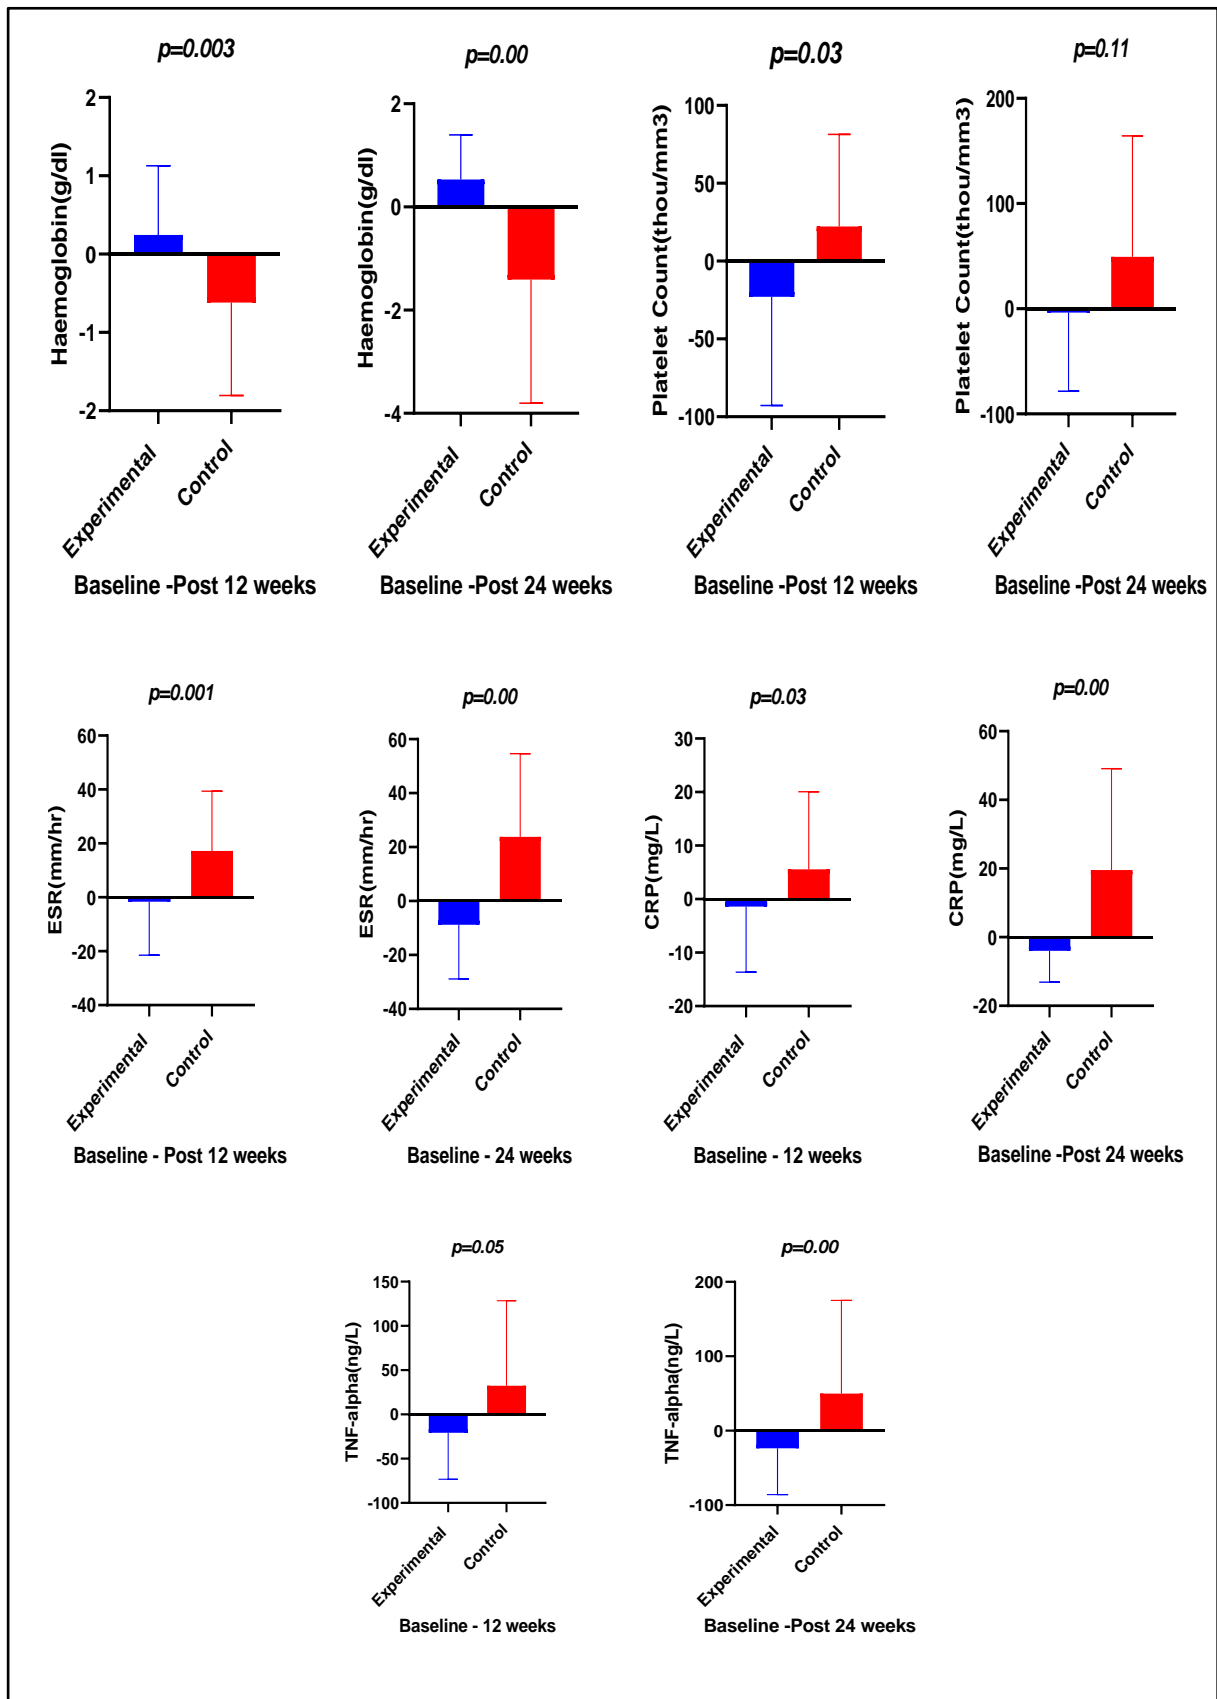 p=0.003
2
1
0
-1
-2
Haemoglobin(g/dl)
Experimental
Control
Baseline -Post 12 weeks
p=0.00
2
0
-2
-4
Haemoglobin(g/dl)
Experimental
Control
Baseline -Post 24 weeks
p=0.03
100
50
0
-50
-100
Platelet Count(thou/mm3)
Experimental
Control
Baseline -Post 12 weeks
p=0.11
200
100
0
-100
Platelet Count(thou/mm3)
Experimental
Control
Baseline -Post 24 weeks
p=0.001
60
40
20
0
-20
-40
ESR(mm/hr)
Experimental
Control
Baseline - Post 12 weeks
p=0.00
60
40
20
0
-20
-40
ESR(mm/hr)
Experimental
Control
Baseline - 24 weeks
p=0.03
30
20
10
0
-10
-20
CRP(mg/L)
Experimental
Control
Baseline - 12 weeks
p=0.00
60
40
20
0
-20
CRP(mg/L)
Experimental
Control
Baseline -Post 24 weeks
p=0.05
150
100
50
0
-50
-100
TNF-alpha(ng/L)
Experimental
Control
Baseline - 12 weeks
p=0.00
200
100
0
-100
TNF-alpha(ng/L)
Experimental
Control
Baseline -Post 24 weeks